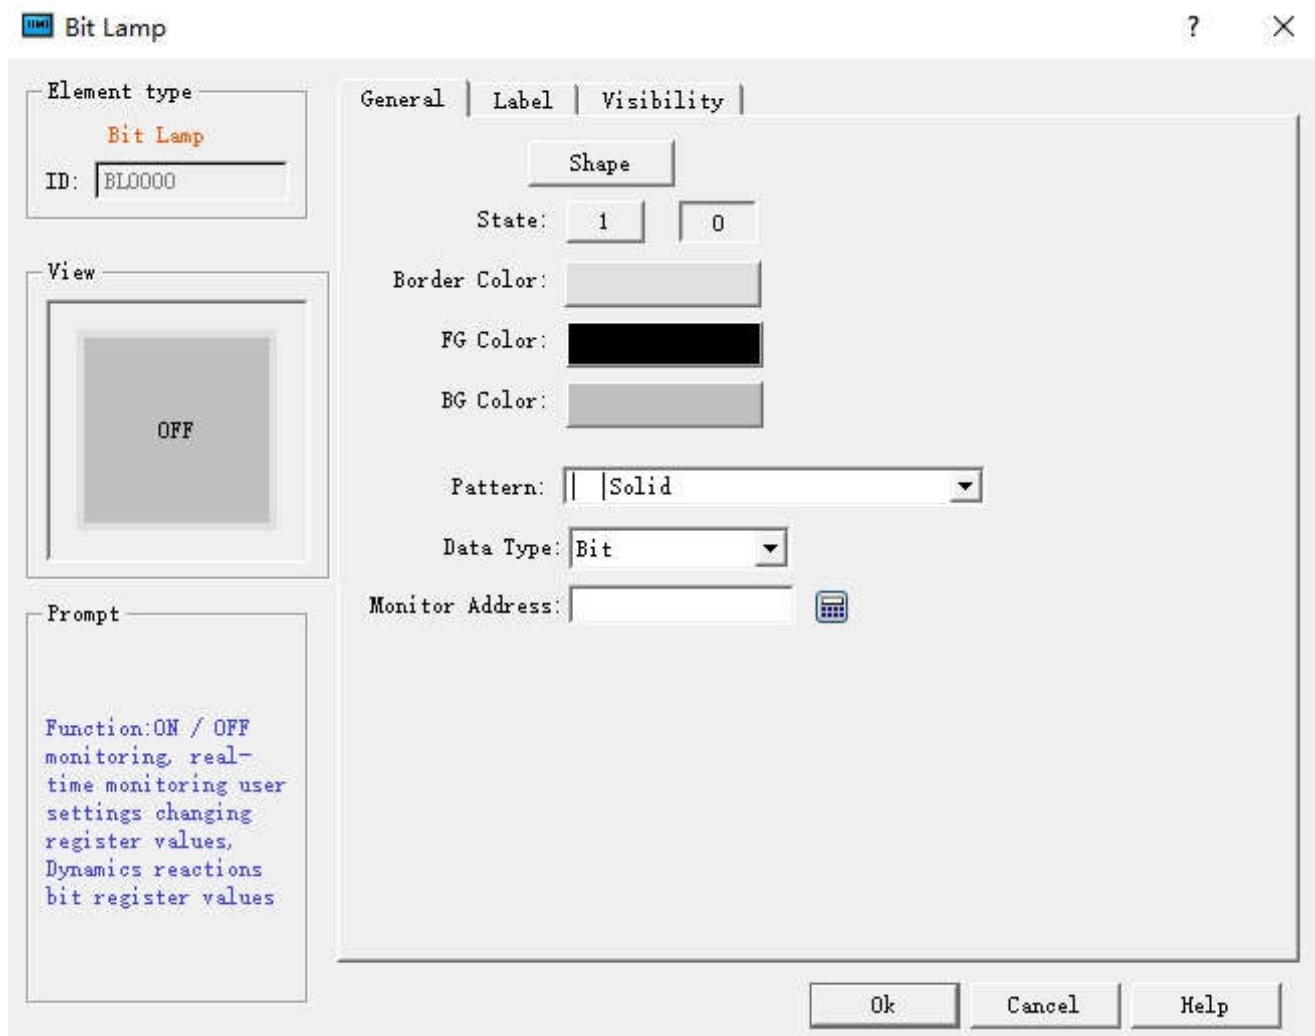 Bit Lamp
?
Element type
Bit Lamp
ID: BL0000
View
OFF
Prompt
Function:ON / OFF
monitoring, real-
time monitoring user
settings changing
register values,
Dynamics reactions
bit register values
General Label Visibility
Shape
State: 1 0
Border Color:
FG Color:
BG Color:
Pattern: Solid
Data Type: Bit
Monitor Address:
Ok Cancel Help